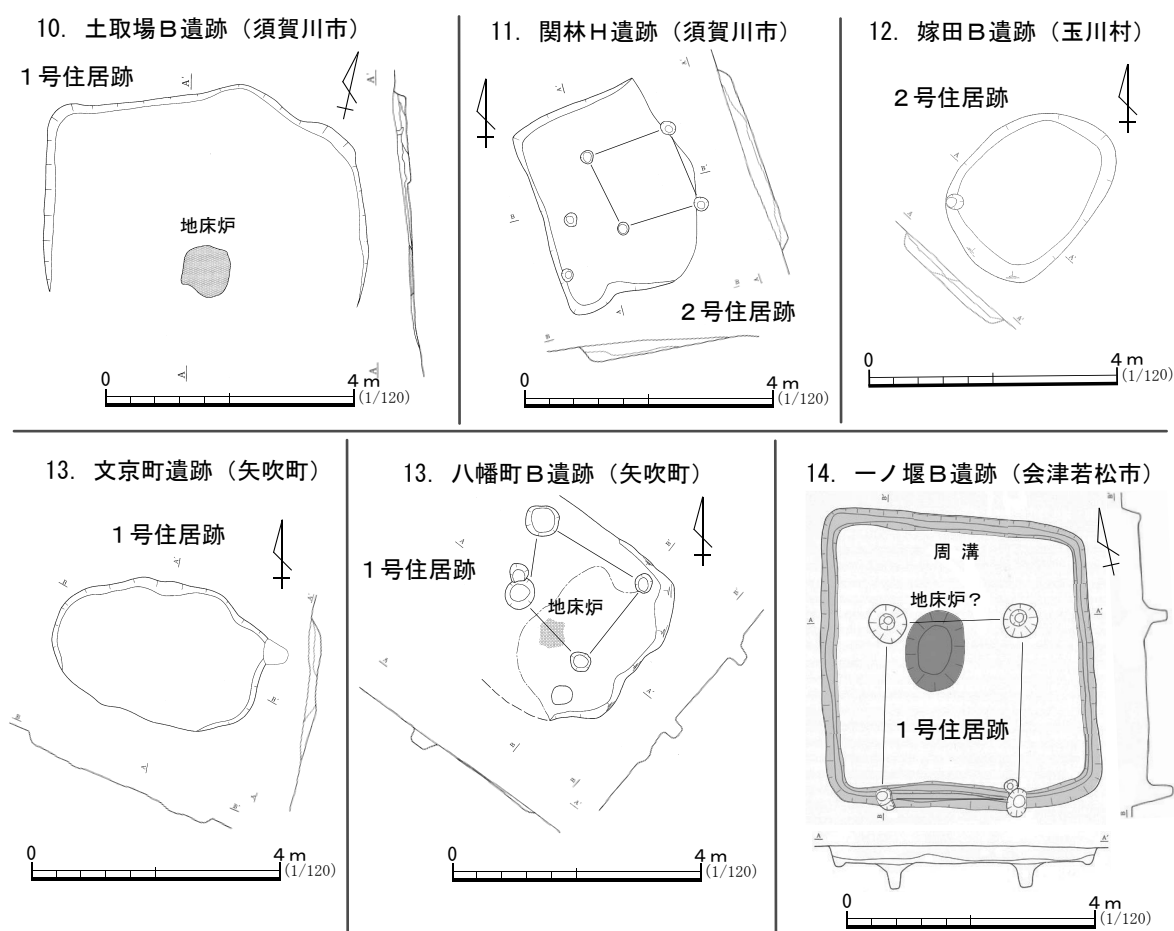 10. 土取場Ｂ遺跡（須賀川市）
１号住居跡
A'
A'
地床炉
A
A
0
4 m
(1/120)
11. 関林Ｈ遺跡（須賀川市）
A'
A'
B'
B
B
A
A
２号住居跡
B
B'
0
4 m
(1/120)
12. 嫁田Ｂ遺跡（玉川村）
２号住居跡
A
A
A'
A'
0
4 m
(1/120)
13. 文京町遺跡（矢吹町）
１号住居跡
A'
B
A'
B'
B
A
B'
A
0
4 m
(1/120)
13. 八幡町Ｂ遺跡（矢吹町）
A
B'
１号住居跡
地床炉
B'
A
A'
B
B
A'
0
4 m
(1/120)
14. 一ノ堰Ｂ遺跡（会津若松市）
B'
B'
周溝
地床炉？
A
A'
１号住居跡
B
B
A
A'
0
4 m
(1/120)